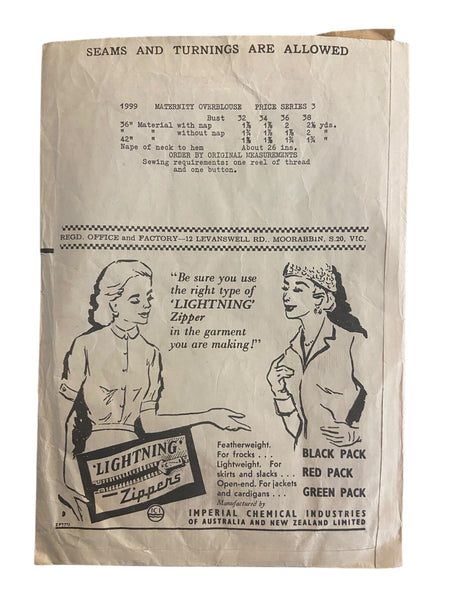 SEAMS AND TURNINGS ARE ALLOWED
1999 MATERNITY OVERBLOUSE PRICE SERIES 3
Bust 32 34 36 38
36" Material with nap 1⅞ 1⅞ 2 2⅛ yds.
" " without nap 1¾ 1⅞ 1⅞ 2 "
42" " 1⅝ 1⅝ 1¾ 1¾ "
Nape of neck to hem About 26 ins.
ORDER BY ORIGINAL MEASUREMENTS
Sewing requirements: one reel of thread
and one button.
REGD. OFFICE and FACTORY—12 LEVANSWELL RD., MOORABBIN, S.20, VIC.
"Be sure you use
the right type of
'LIGHTNING'
Zipper
in the garment
you are making!"
'LIGHTNING'
Zippers
Featherweight.
For frocks . . . BLACK PACK
Lightweight. For
skirts and slacks . . . RED PACK
Open-end. For jackets
and cardigans . . . GREEN PACK
Manufactured by
ICI IMPERIAL CHEMICAL INDUSTRIES
OF AUSTRALIA AND NEW ZEALAND LIMITED